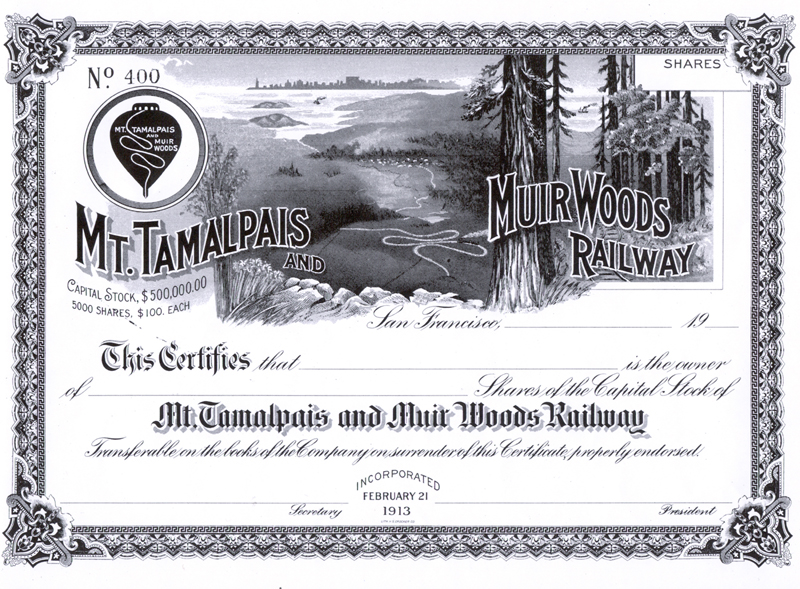 No. 400
SHARES
MT. TAMALPAIS
AND
MUIR
WOODS
MT. TAMALPAIS
AND
MUIR WOODS
RAILWAY
CAPITAL STOCK, $500,000.00
5000 SHARES, $100. EACH
San Francisco, 19
This Certifies that is the owner
of Shares of the Capital Stock of
Mt. Tamalpais and Muir Woods Railway
Transferable on the books of the Company on surrender of this Certificate, properly endorsed.
INCORPORATED
FEBRUARY 21
1913
Secretary President